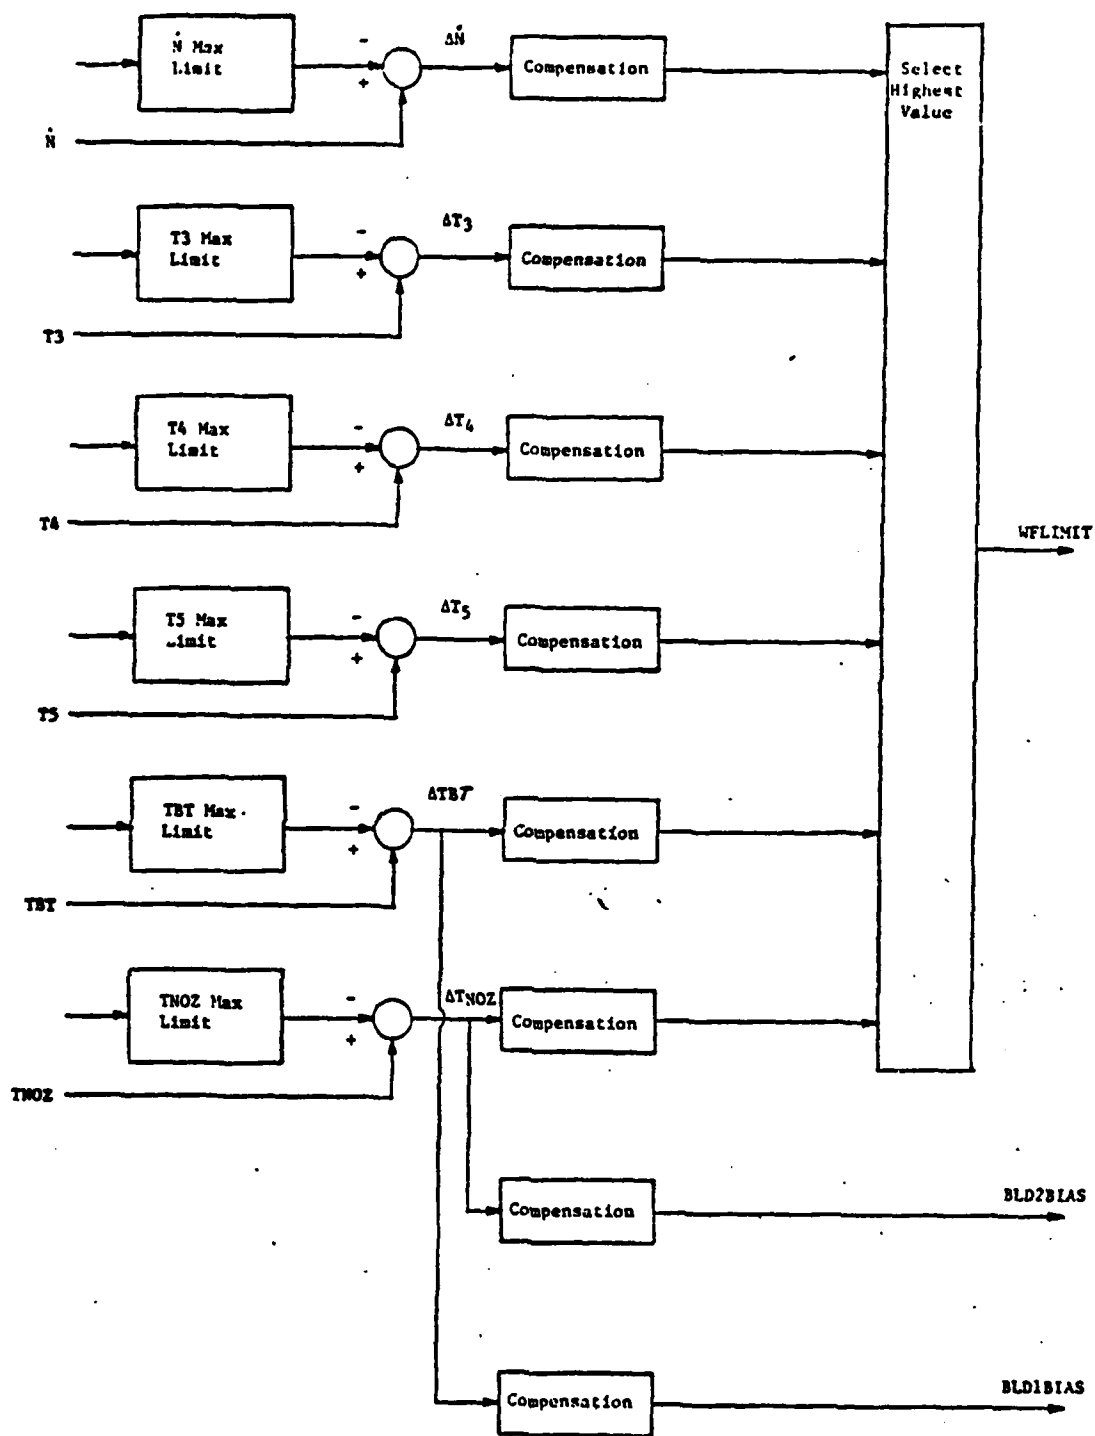 Ṅ Max
Limit
-
+
ΔṄ
Compensation
Select
Highest
Value
Ṅ
T3 Max
Limit
-
+
ΔT3
Compensation
T3
T4 Max
Limit
-
+
ΔT4
Compensation
T4
WFLIMIT
T5 Max
Limit
-
+
ΔT5
Compensation
T5
TBT Max
Limit
-
+
ΔTBT
Compensation
TBT
TNOZ Max
Limit
-
+
ΔTNOZ
Compensation
TNOZ
Compensation
BLD2BIAS
Compensation
BLD1BIAS